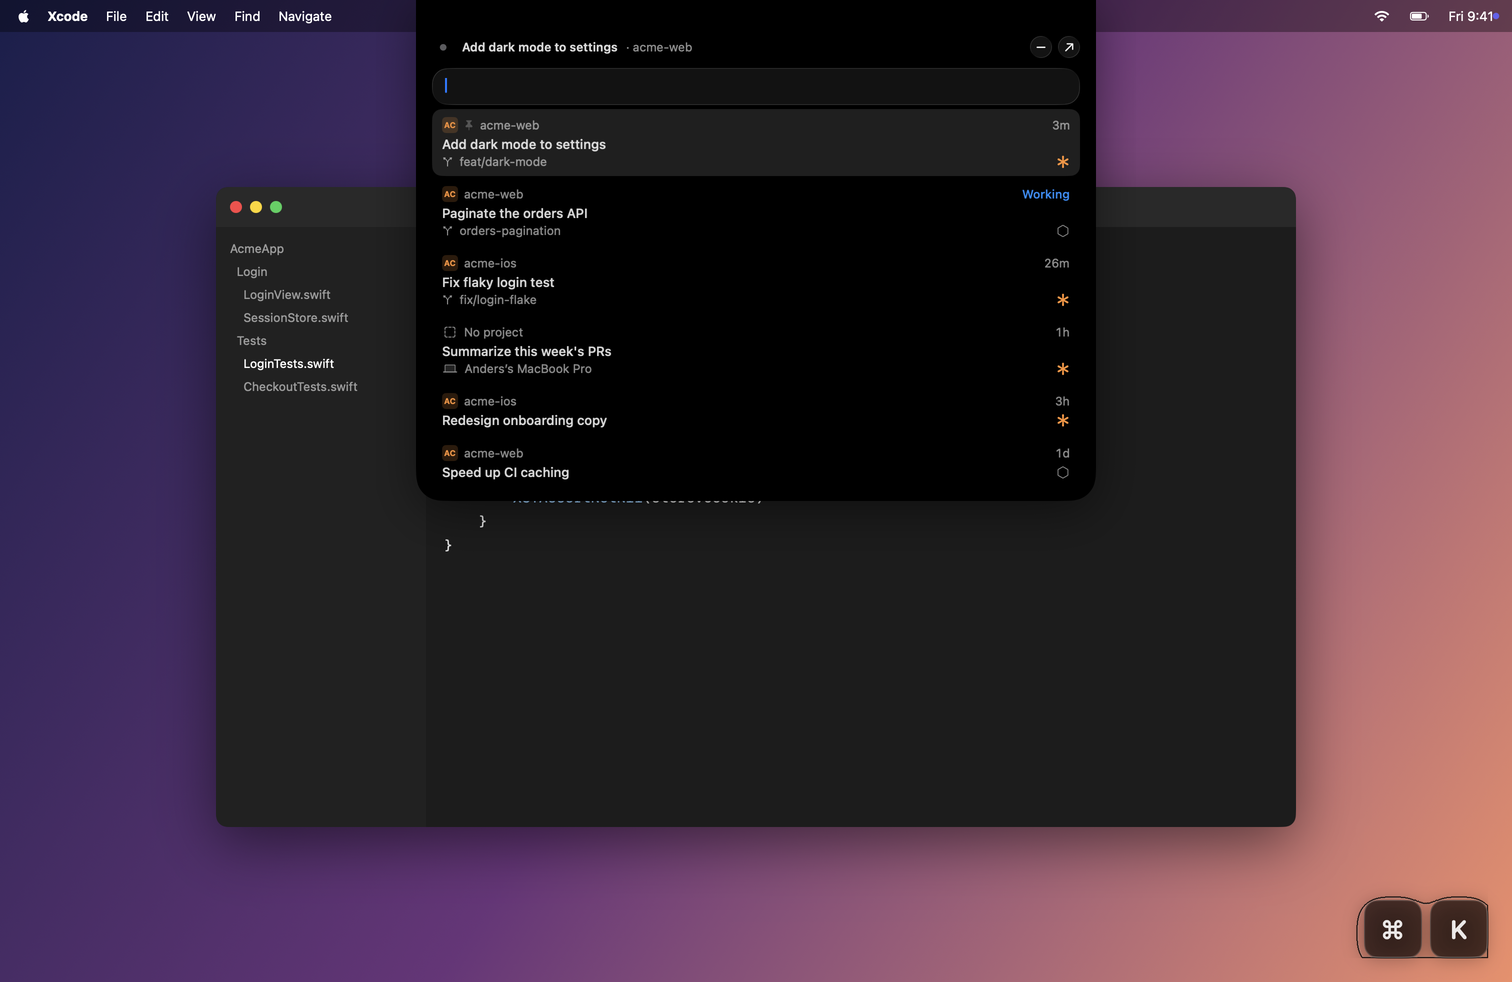 Xcode File Edit View Find Navigate
Fri 9:41
Add dark mode to settings · acme-web
AC acme-web 3m
Add dark mode to settings
feat/dark-mode
AC acme-web Working
Paginate the orders API
orders-pagination
AC acme-ios 26m
Fix flaky login test
fix/login-flake
No project 1h
Summarize this week's PRs
Anders’s MacBook Pro
AC acme-ios 3h
Redesign onboarding copy
AC acme-web 1d
Speed up CI caching
AcmeApp
Login
LoginView.swift
SessionStore.swift
Tests
LoginTests.swift
CheckoutTests.swift
}
}
⌘ K